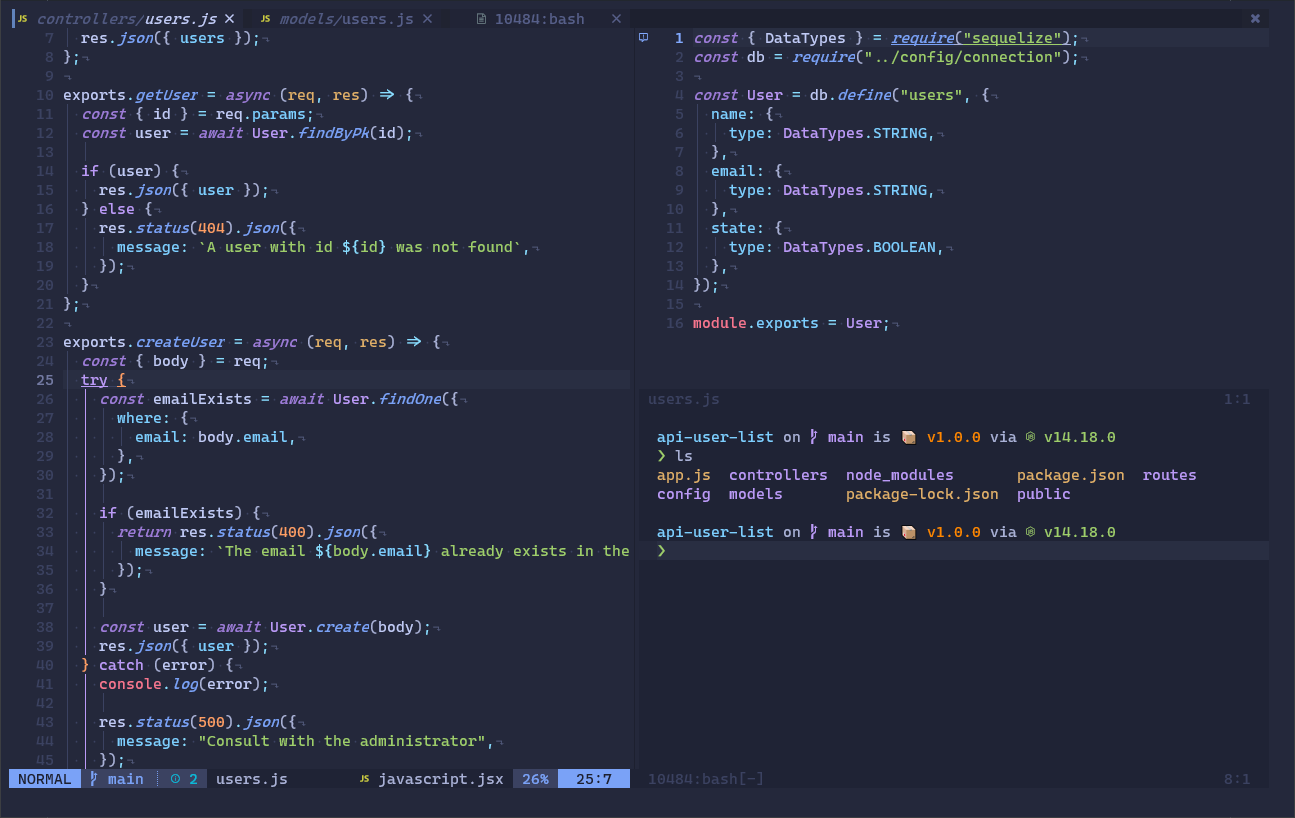 JS controllers/users.js ✕ JS models/users.js ✕ 10484:bash ✕ ✖
7 res.json({ users });
8 };
9
10 exports.getUser = async (req, res) => {
11 const { id } = req.params;
12 const user = await User.findByPk(id);
13
14 if (user) {
15 res.json({ user });
16 } else {
17 res.status(404).json({
18 message: `A user with id ${id} was not found`,
19 });
20 }
21 };
22
23 exports.createUser = async (req, res) => {
24 const { body } = req;
25 try {
26 const emailExists = await User.findOne({
27 where: {
28 email: body.email,
29 },
30 });
31
32 if (emailExists) {
33 return res.status(400).json({
34 message: `The email ${body.email} already exists in the
35 });
36 }
37
38 const user = await User.create(body);
39 res.json({ user });
40 } catch (error) {
41 console.log(error);
42
43 res.status(500).json({
44 message: "Consult with the administrator",
45 });
NORMAL main 2 users.js JS javascript.jsx 26% 25:7
1 const { DataTypes } = require("sequelize");
2 const db = require("../config/connection");
3
4 const User = db.define("users", {
5 name: {
6 type: DataTypes.STRING,
7 },
8 email: {
9 type: DataTypes.STRING,
10 },
11 state: {
12 type: DataTypes.BOOLEAN,
13 },
14 });
15
16 module.exports = User;
users.js 1:1
api-user-list on main is 📦 v1.0.0 via v14.18.0
❯ ls
app.js controllers node_modules package.json routes
config models package-lock.json public
api-user-list on main is 📦 v1.0.0 via v14.18.0
❯
10484:bash[-] 8:1